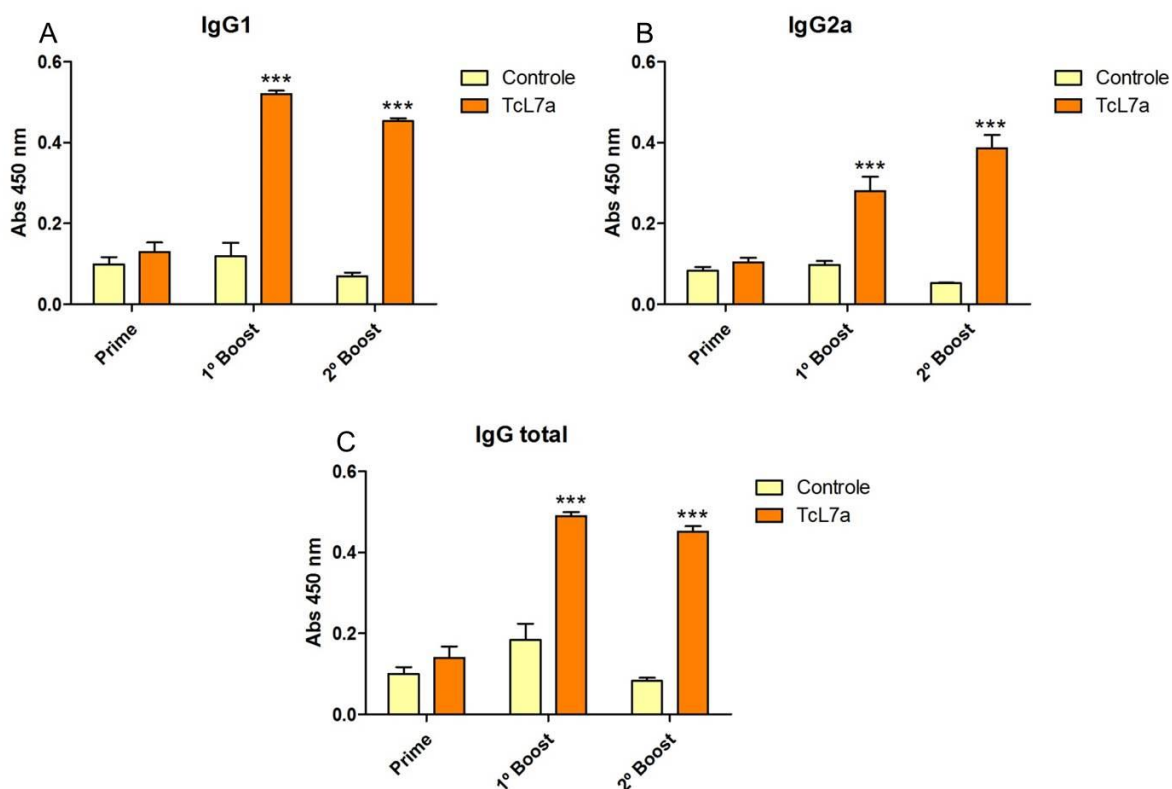 A
IgG1
Abs 450 nm
0.6
0.4
0.2
0.0
***
***
Prime
1º Boost
2º Boost
Controle
TcL7a
B
IgG2a
Abs 450 nm
0.6
0.4
0.2
0.0
***
***
Prime
1º Boost
2º Boost
Controle
TcL7a
C
IgG total
Abs 450 nm
0.6
0.4
0.2
0.0
***
***
Prime
1º Boost
2º Boost
Controle
TcL7a